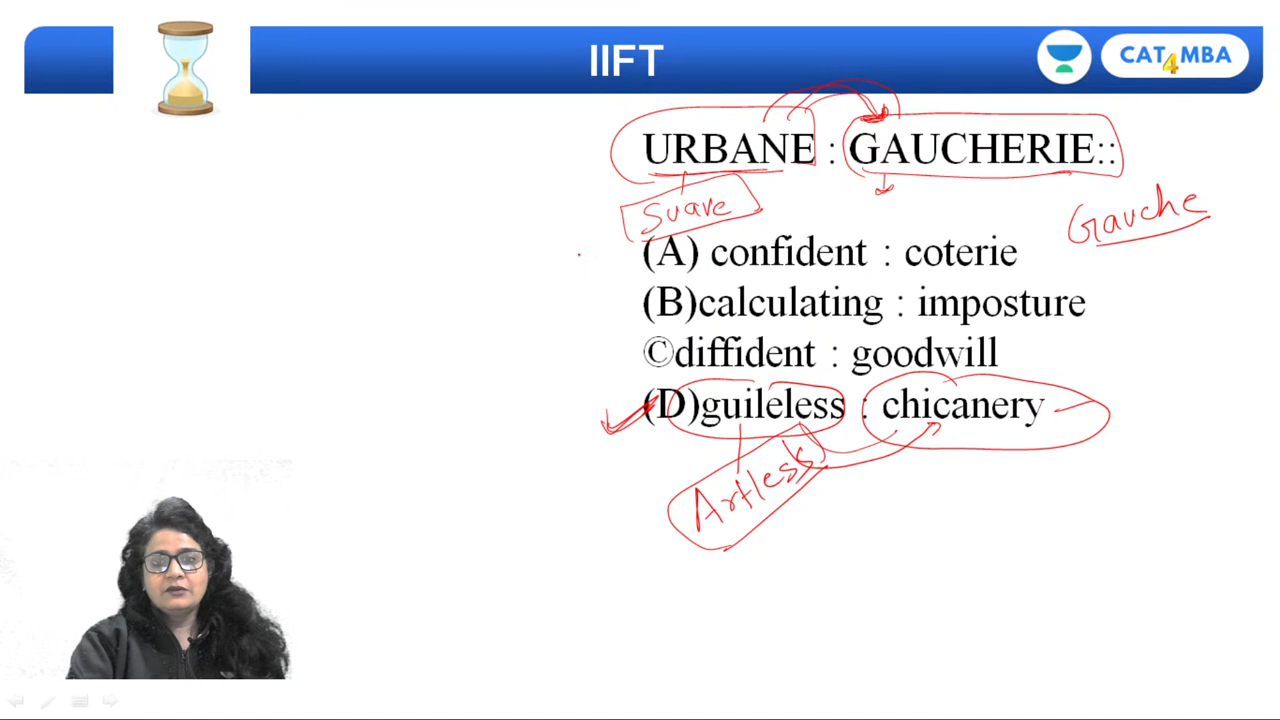 IIFT
CAT4MBA
URBANE : GAUCHERIE::
Suave
Gauche
(A) confident : coterie
(B)calculating : imposture
©diffident : goodwill
(D)guileless : chicanery
Artless